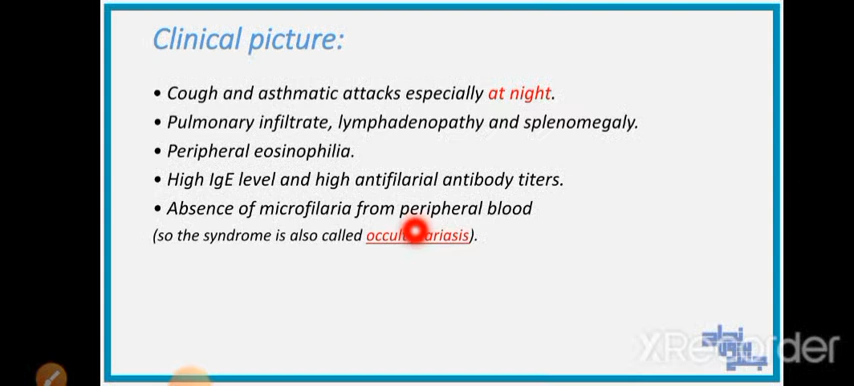 Clinical picture:
• Cough and asthmatic attacks especially at night.
• Pulmonary infiltrate, lymphadenopathy and splenomegaly.
• Peripheral eosinophilia.
• High IgE level and high antifilarial antibody titers.
• Absence of microfilaria from peripheral blood
(so the syndrome is also called